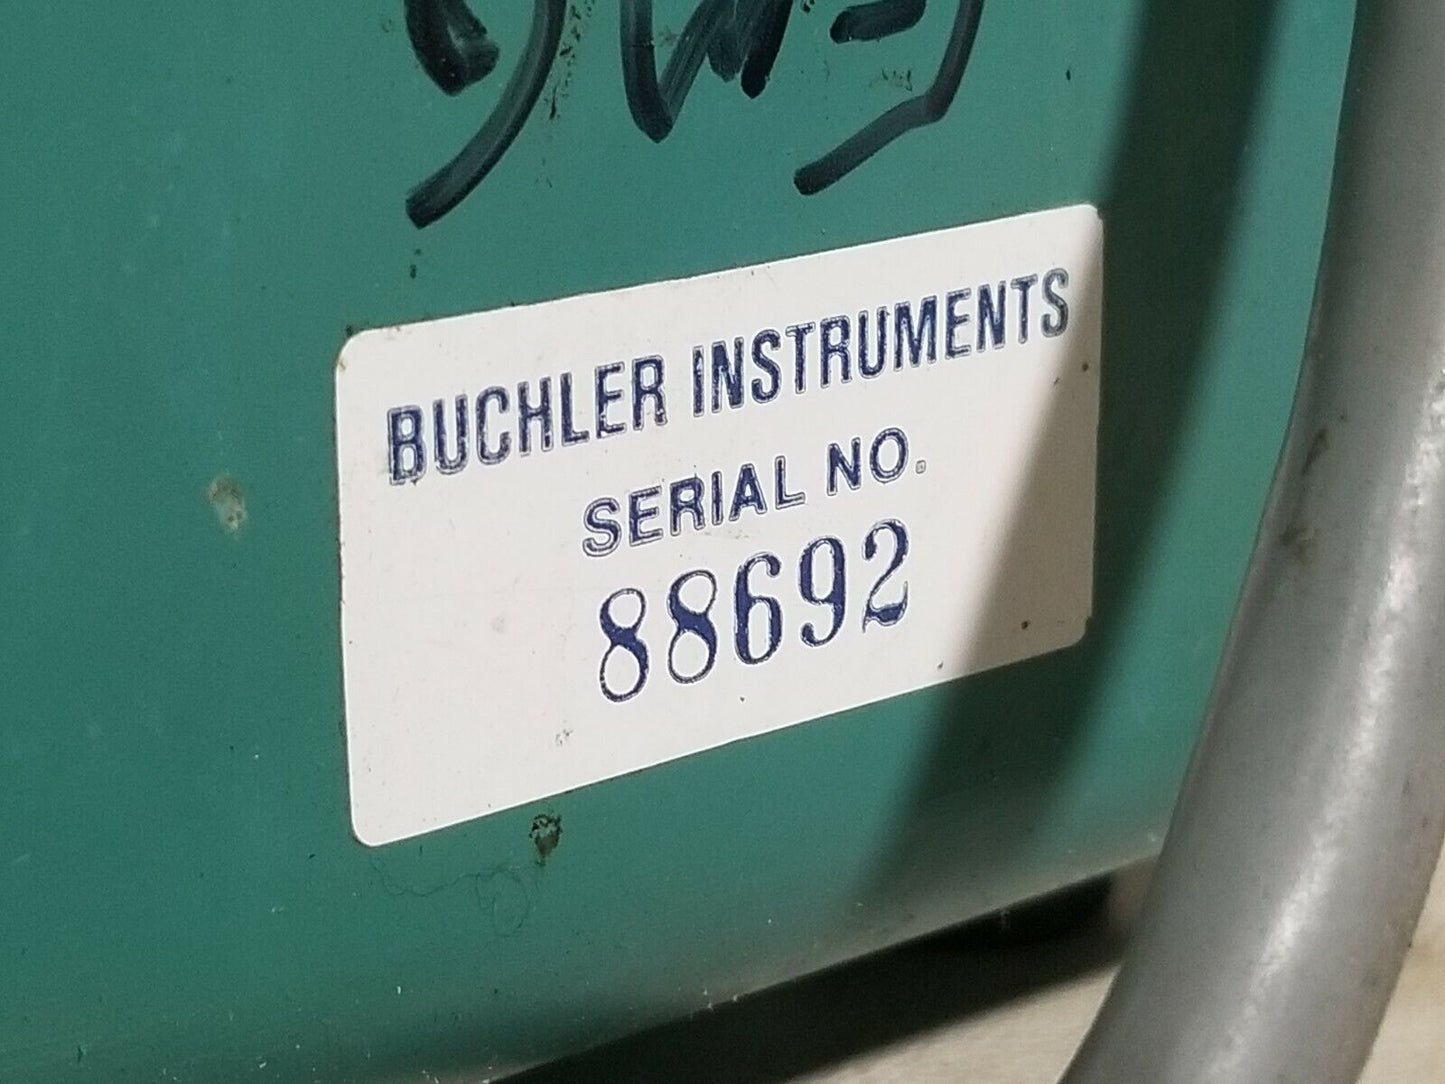 BUCHLER INSTRUMENTS
SERIAL NO.
88692